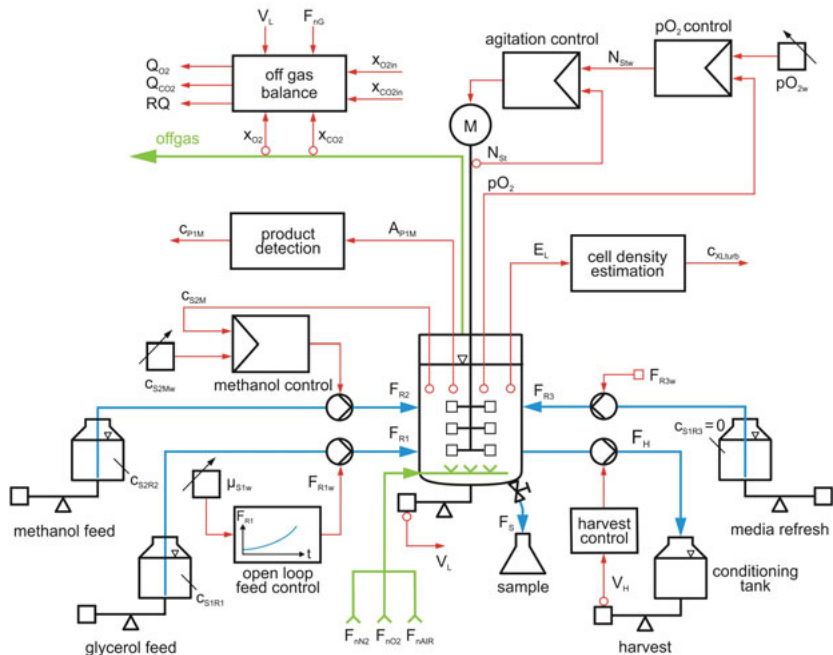 V_L
F_nG
Q_O2
Q_CO2
RQ
off gas
balance
x_O2in
x_CO2in
x_O2
x_CO2
offgas
agitation control
pO_2 control
N_Stw
pO_2w
M
N_St
pO_2
c_P1M
product
detection
A_P1M
E_L
cell density
estimation
c_XLturb
c_S2M
c_S2Mw
methanol control
F_R2
F_R1
F_R3
F_R3w
c_S1R3 = 0
F_H
c_S2R2
methanol feed
μ_S1w
F_R1w
F_R1
t
open loop
feed control
c_S1R1
glycerol feed
V_L
F_S
sample
harvest
control
V_H
media refresh
conditioning
tank
harvest
F_nN2
F_nO2
F_nAIR